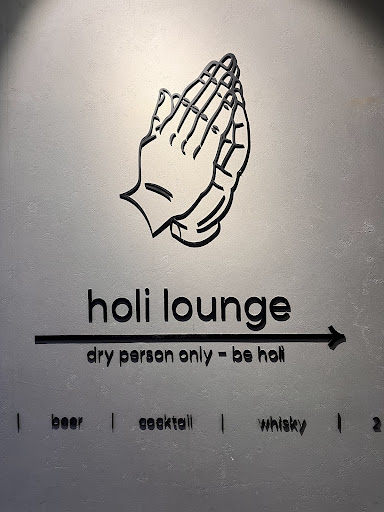 holi lounge
dry person only - be holi
| beer | cocktail | whisky | 2